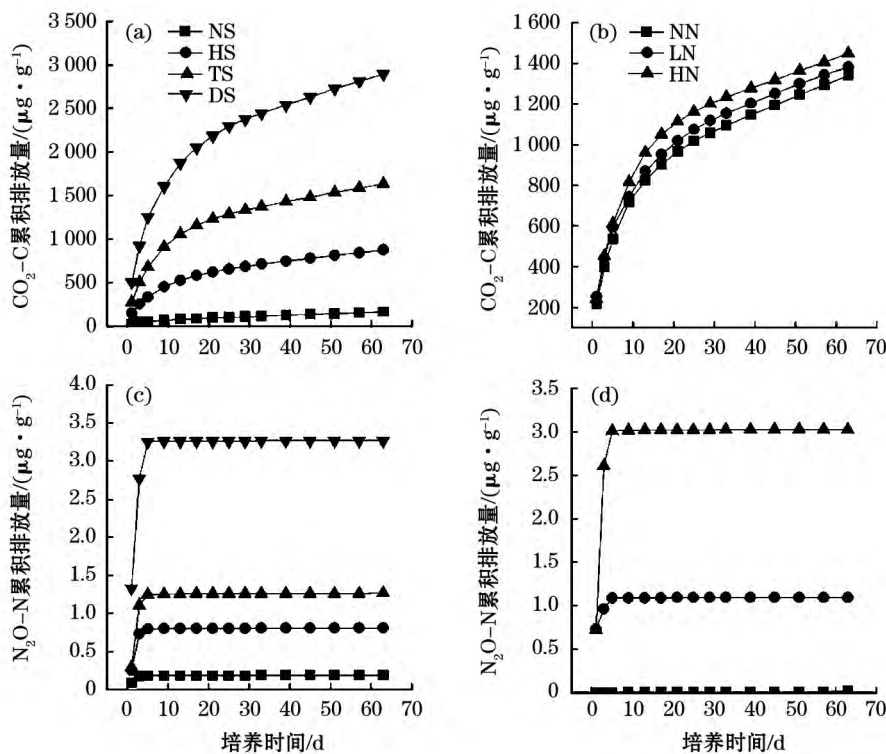 (a)
NS
HS
TS
DS
3 500
3 000
2 500
2 000
1 500
1 000
500
0
0 10 20 30 40 50 60 70
CO₂-C累积排放量/(μg·g⁻¹)
(b)
NN
LN
HN
1 600
1 400
1 200
1 000
800
600
400
200
0 10 20 30 40 50 60 70
CO₂-C累积排放量/(μg·g⁻¹)
(c)
4.0
3.5
3.0
2.5
2.0
1.5
1.0
0.5
0
0 10 20 30 40 50 60 70
N₂O-N累积排放量/(μg·g⁻¹)
培养时间/d
(d)
3.5
3.0
2.5
2.0
1.5
1.0
0.5
0
0 10 20 30 40 50 60 70
N₂O-N累积排放量/(μg·g⁻¹)
培养时间/d